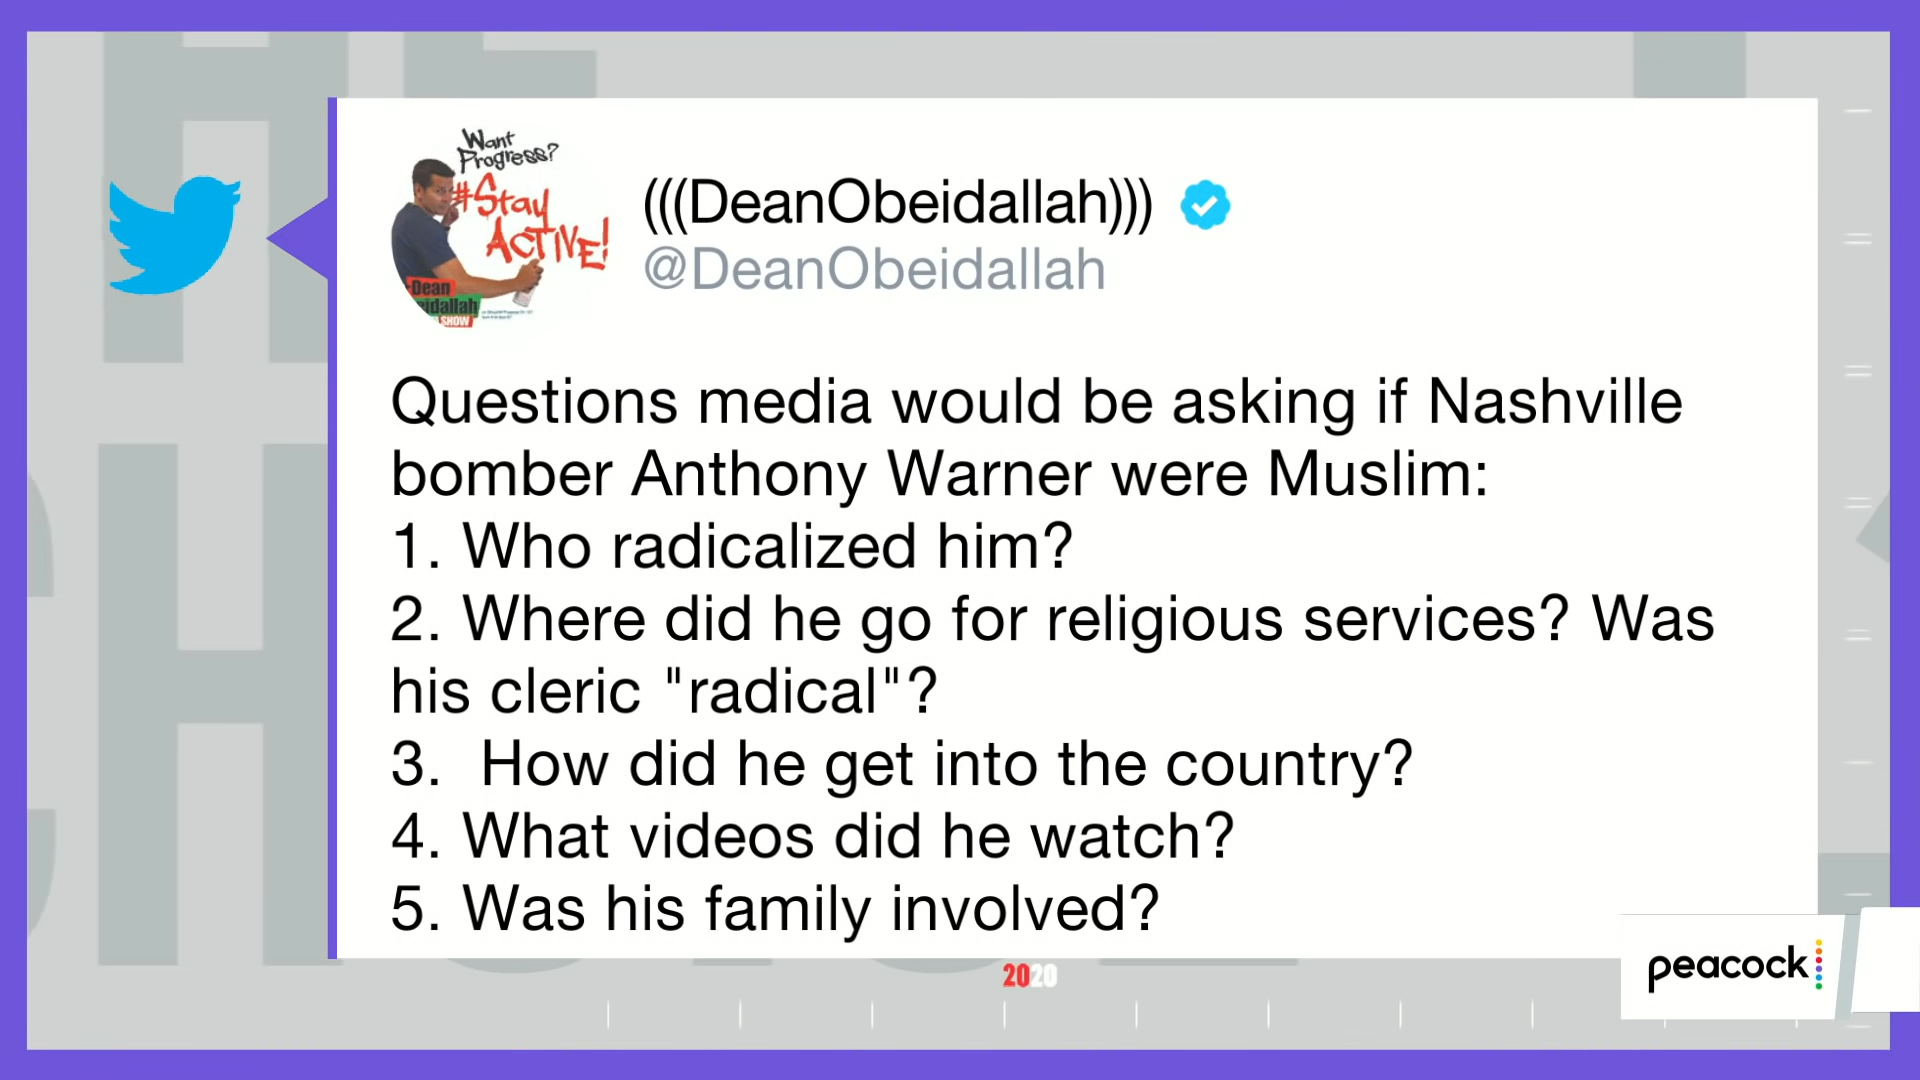 Want
Progress?
#Stay
ACTIVE!
Dean
eidallah
SHOW
(((DeanObeidallah)))
@DeanObeidallah
Questions media would be asking if Nashville
bomber Anthony Warner were Muslim:
1. Who radicalized him?
2. Where did he go for religious services? Was
his cleric "radical"?
3.  How did he get into the country?
4. What videos did he watch?
5. Was his family involved?
2020
peacock